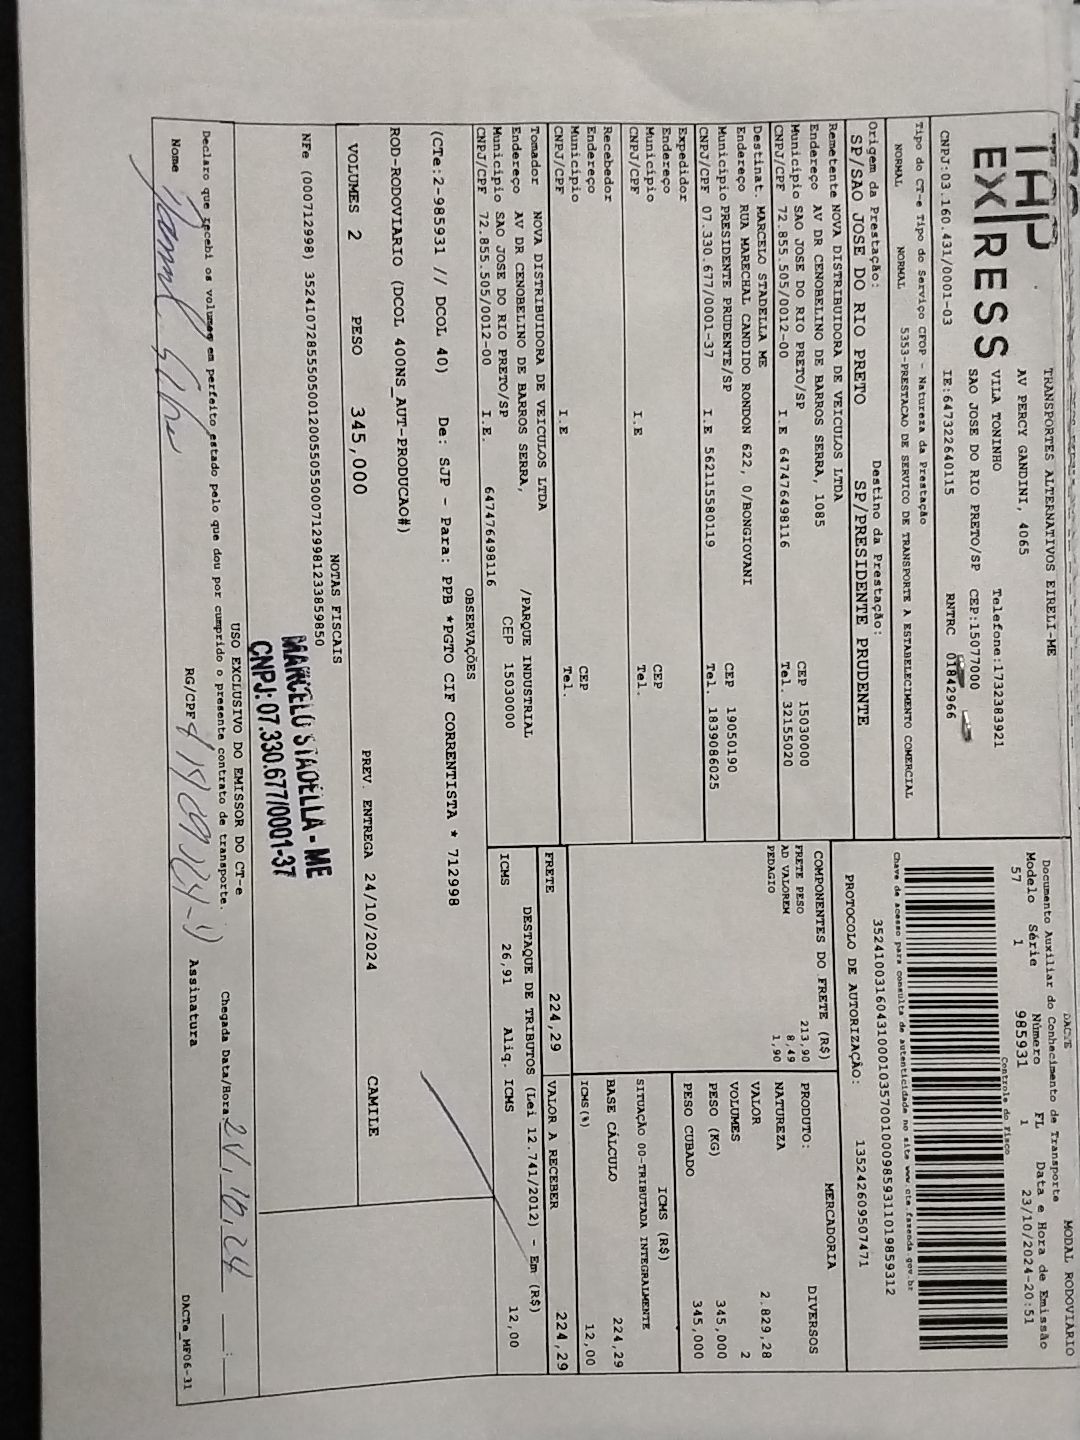 TRANSPORTES ALTERNATIVOS EIRELI-ME
TAP
EXPRESS
AV PERCY GANDINI, 4065
VILA TONINHO
Telefone:1732383921
SAO JOSE DO RIO PRETO/SP
CEP:15077000
CNPJ:03.160.431/0001-03
IE:647322640115
RNTRC 01842966
DACTE
MODAL RODOVIÁRIO
Documento Auxiliar do Conhecimento de Transporte
Modelo Série Número FL Data e Hora de Emissão
57 1 985931 1 23/10/2024-20:51
Controle do Fisco
Chave de acesso para consulta de autenticidade no site www.cte.fazenda.gov.br
35241003160431000103570010009859311019859312
PROTOCOLO DE AUTORIZAÇÃO:
135242609507471
Tipo do CT-e Tipo do Serviço CFOP - Natureza da Prestação
NORMAL NORMAL 5353-PRESTACAO DE SERVICO DE TRANSPORTE A ESTABELECIMENTO COMERCIAL
Origem da Prestação: Destino da Prestação:
SP/SAO JOSE DO RIO PRETO SP/PRESIDENTE PRUDENTE
Remetente NOVA DISTRIBUIDORA DE VEICULOS LTDA
Endereço AV DR CENOBELINO DE BARROS SERRA, 1085
Município SAO JOSE DO RIO PRETO/SP CEP 15030000
CNPJ/CPF 72.855.505/0012-00 I.E 647476498116 Tel. 32155020
Destinat. MARCELO STADELLA ME
Endereço RUA MARECHAL CANDIDO RONDON 622, 0/BONGIOVANI
Município PRESIDENTE PRUDENTE/SP CEP 19050190
CNPJ/CPF 07.330.677/0001-37 I.E 562115580119 Tel. 1839086025
Expedidor
Endereço
Município CEP
CNPJ/CPF I.E Tel.
Recebedor
Endereço
Município CEP
CNPJ/CPF I.E Tel.
Tomador NOVA DISTRIBUIDORA DE VEICULOS LTDA
Endereço AV DR CENOBELINO DE BARROS SERRA, /PARQUE INDUSTRIAL
Município SAO JOSE DO RIO PRETO/SP CEP 15030000
CNPJ/CPF 72.855.505/0012-00 I.E. 647476498116
COMPONENTES DO FRETE (R$)
FRETE PESO 213,90
AD VALOREM 8,49
PEDAGIO 1,90
MERCADORIA
PRODUTO: DIVERSOS
NATUREZA
VALOR 2.829,28
VOLUMES 2
PESO (KG) 345,000
PESO CUBADO 345,000
ICMS (R$)
SITUAÇÃO 00-TRIBUTADA INTEGRALMENTE
BASE CÁLCULO 224,29
ICMS (%) 12,00
FRETE 224,29 VALOR A RECEBER 224,29
DESTAQUE DE TRIBUTOS (Lei 12.741/2012) - Em (R$)
ICMS 26,91 Aliq. ICMS 12,00
OBSERVAÇÕES
(CTe:2-985931 // DCOL 40) De: SJP - Para: PPB *PGTO CIF CORRENTISTA * 712998
ROD-RODOVIARIO (DCOL 400NS_AUT-PRODUCAO#)
VOLUMES 2 PESO 345,000 PREV. ENTREGA 24/10/2024 CAMILE
NOTAS FISCAIS
NFe (000712998) 35241072855505001200550550007129981233859850
MARCELO STADELLA - ME
CNPJ: 07.330.677/0001-37
USO EXCLUSIVO DO EMISSOR DO CT-e
Declaro que recebi os volumes em perfeito estado pelo que dou por cumprido o presente contrato de transporte.
Chegada Data/Hora: 24.10.24
Nome
RG/CPF
Assinatura
DACTe_MF06-31